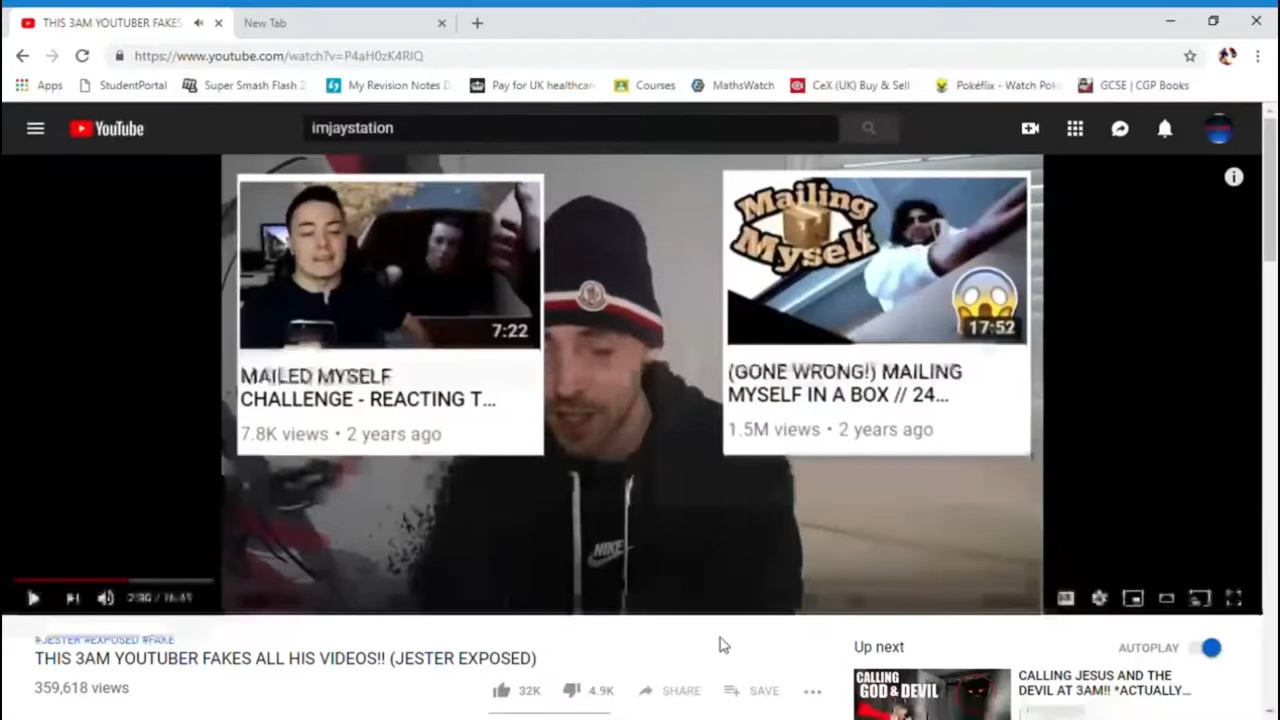 THIS 3AM YOUTUBER FAKES
New Tab
https://www.youtube.com/watch?v=P4aH0zK4RIQ
Apps
StudentPortal
Super Smash Flash 2
My Revision Notes D
Pay for UK healthcar
Courses
MathsWatch
CeX (UK) Buy & Sell
Pokéflix - Watch Pok
GCSE | CGP Books
YouTube
imjaystation
7:22
MAILED MYSELF
CHALLENGE - REACTING T...
7.8K views • 2 years ago
Mailing
Myself
17:52
(GONE WRONG!) MAILING
MYSELF IN A BOX // 24...
1.5M views • 2 years ago
NIKE
#JESTER #EXPOSED #FAKE
THIS 3AM YOUTUBER FAKES ALL HIS VIDEOS!! (JESTER EXPOSED)
359,618 views
32K
4.9K
SHARE
SAVE
Up next
AUTOPLAY
CALLING
GOD & DEVIL
CALLING JESUS AND THE
DEVIL AT 3AM!! *ACTUALLY...